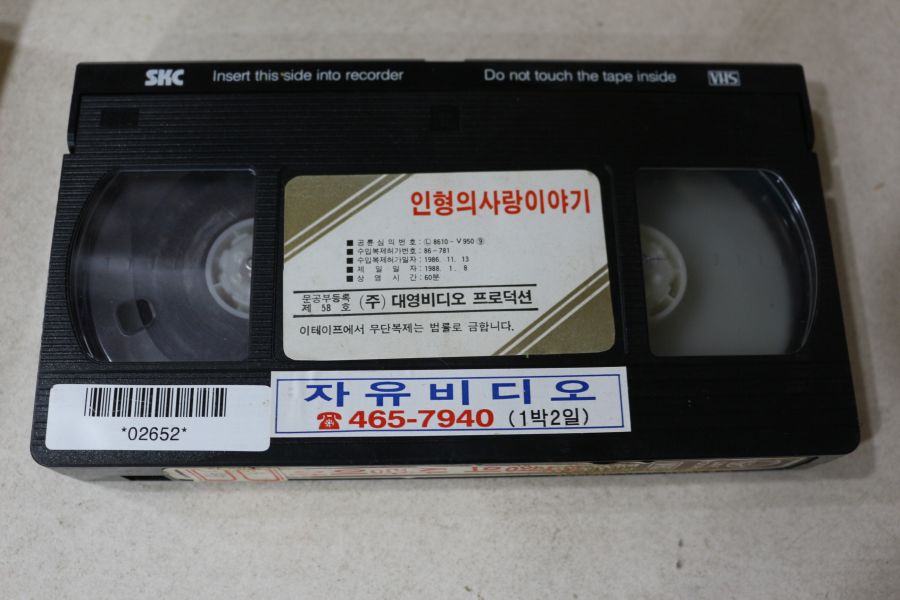 SKC Insert this side into recorder Do not touch the tape inside VHS
인형의사랑이야기
■ 공륜심의번호 : Ⓛ 8610-V950 ⑨
■ 수입복제허가번호 : 86-781
■ 수입복제허가일자 : 1986. 11. 13
■ 제 일 일 자 : 1988. 1. 8
■ 상 영 시 간 : 60분
문공부등록
제 58 호 (주) 대영비디오 프로덕션
이테이프에서 무단복제는 법률로 금합니다.
*02652*
자유비디오
☎ 465-7940 (1박2일)